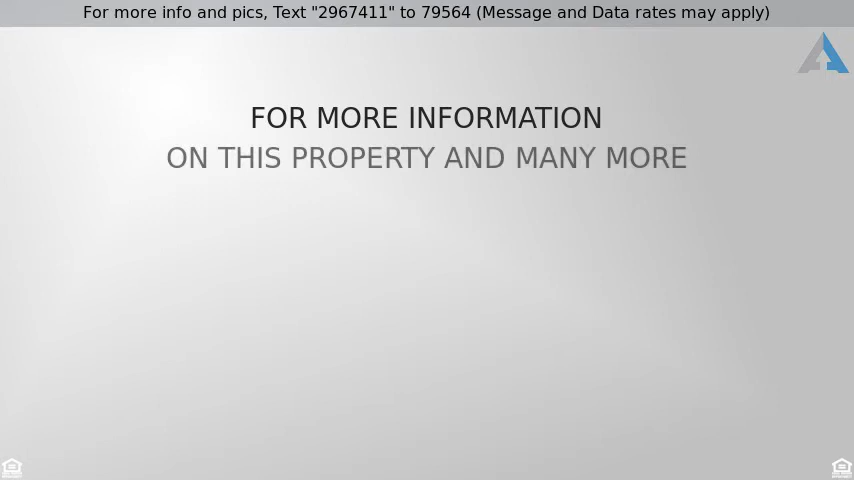 For more info and pics, Text "2967411" to 79564 (Message and Data rates may apply)
FOR MORE INFORMATION
ON THIS PROPERTY AND MANY MORE